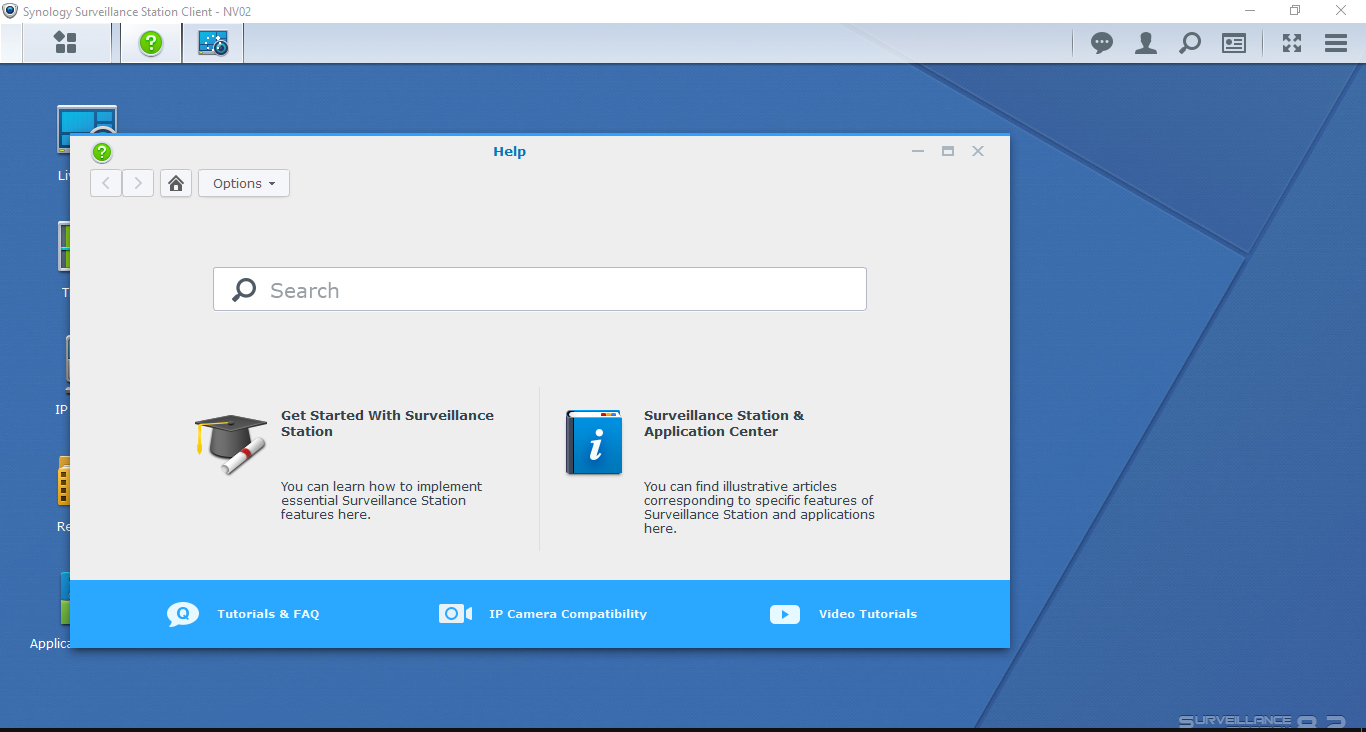 Synology Surveillance Station Client - NV02
Help
Options
Search
Get Started With Surveillance
Station
You can learn how to implement
essential Surveillance Station
features here.
Surveillance Station &
Application Center
You can find illustrative articles
corresponding to specific features of
Surveillance Station and applications
here.
Tutorials & FAQ
IP Camera Compatibility
Video Tutorials
Li
T
IP
Re
Applica
SURVEILLANCE
8.2